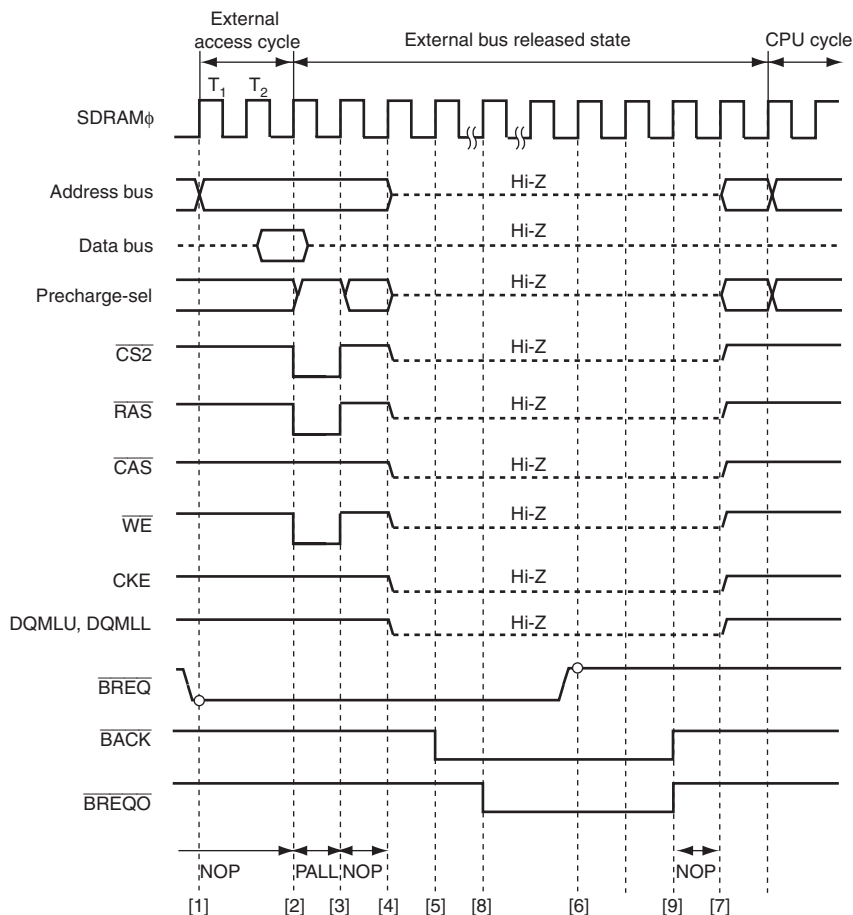 External access cycle
External bus released state
CPU cycle
T1 T2
SDRAMϕ
Address bus Hi-Z
Data bus Hi-Z
Precharge-sel Hi-Z
CS2 Hi-Z
RAS Hi-Z
CAS Hi-Z
WE Hi-Z
CKE Hi-Z
DQMLU, DQMLL Hi-Z
BREQ
BACK
BREQO
NOP PALL NOP NOP
[1] [2] [3] [4] [5] [8] [6] [9] [7]